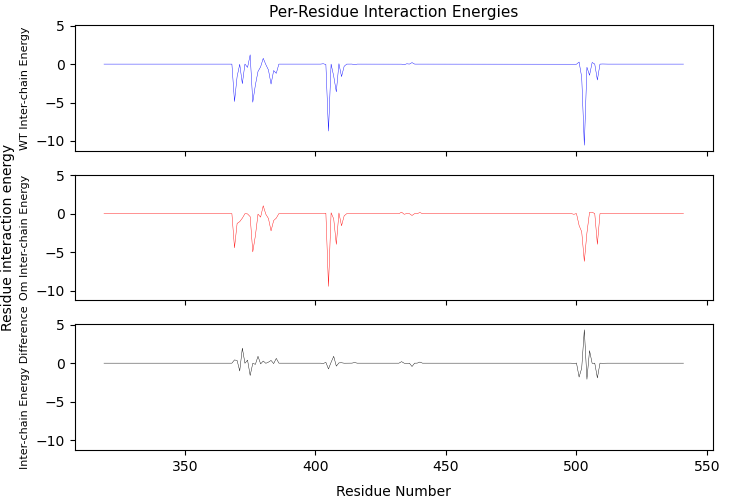 Per-Residue Interaction Energies
WT Inter-chain Energy
5
0
−5
−10
Residue interaction energy
Om Inter-chain Energy
5
0
−5
−10
Inter-chain Energy Difference
5
0
−5
−10
350
400
450
500
550
Residue Number